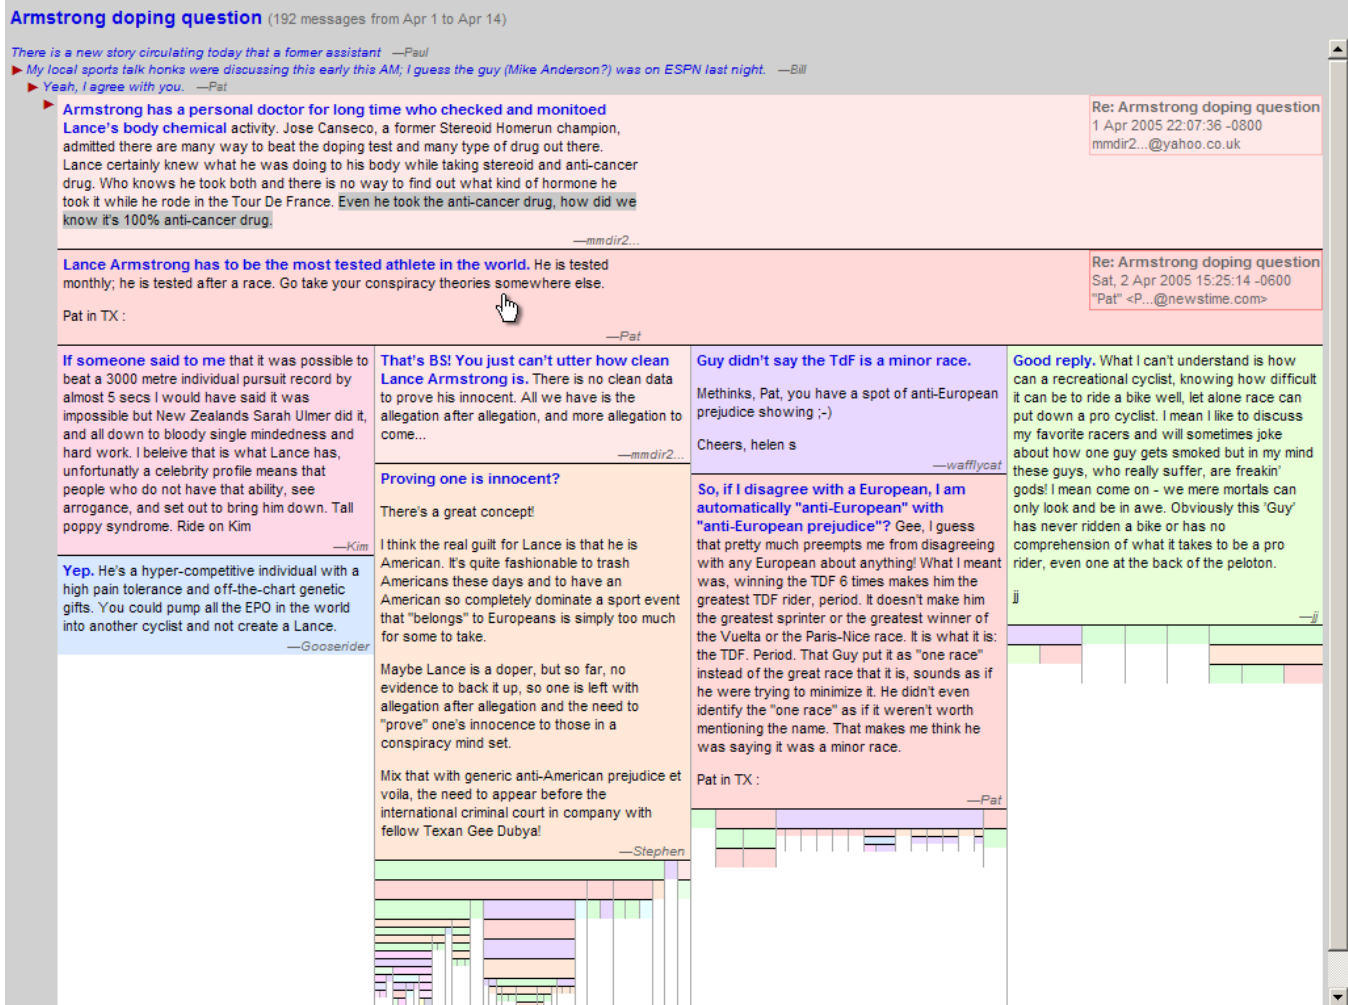 Armstrong doping question (192 messages from Apr 1 to Apr 14)
There is a new story circulating today that a former assistant —Paul
My local sports talk honks were discussing this early this AM; I guess the guy (Mike Anderson?) was on ESPN last night. —Bill
Yeah, I agree with you. —Pat
Armstrong has a personal doctor for long time who checked and monitoed
Lance's body chemical activity. Jose Canseco, a former Stereoid Homerun champion,
admitted there are many way to beat the doping test and many type of drug out there.
Lance certainly knew what he was doing to his body while taking stereoid and anti-cancer
drug. Who knows he took both and there is no way to find out what kind of hormone he
took it while he rode in the Tour De France. Even he took the anti-cancer drug, how did we
know it's 100% anti-cancer drug.
—mmdir2...
Re: Armstrong doping question
1 Apr 2005 22:07:36 -0800
mmdir2...@yahoo.co.uk
Lance Armstrong has to be the most tested athlete in the world. He is tested
monthly; he is tested after a race. Go take your conspiracy theories somewhere else.
Pat in TX :
—Pat
Re: Armstrong doping question
Sat, 2 Apr 2005 15:25:14 -0600
"Pat" <P...@newstime.com>
If someone said to me that it was possible to
beat a 3000 metre individual pursuit record by
almost 5 secs I would have said it was
impossible but New Zealands Sarah Ulmer did it,
and all down to bloody single mindedness and
hard work. I beleive that is what Lance has,
unfortunatly a celebrity profile means that
people who do not have that ability, see
arrogance, and set out to bring him down. Tall
poppy syndrome. Ride on Kim
—Kim
Yep. He's a hyper-competitive individual with a
high pain tolerance and off-the-chart genetic
gifts. You could pump all the EPO in the world
into another cyclist and not create a Lance.
—Gooserider
That's BS! You just can't utter how clean
Lance Armstrong is. There is no clean data
to prove his innocent. All we have is the
allegation after allegation, and more allegation to
come...
—mmdir2...
Proving one is innocent?
There's a great concept!
I think the real guilt for Lance is that he is
American. It's quite fashionable to trash
Americans these days and to have an
American so completely dominate a sport event
that "belongs" to Europeans is simply too much
for some to take.
Maybe Lance is a doper, but so far, no
evidence to back it up, so one is left with
allegation after allegation and the need to
"prove" one's innocence to those in a
conspiracy mind set.
Mix that with generic anti-American prejudice et
voila, the need to appear before the
international criminal court in company with
fellow Texan Gee Dubya!
—Stephen
Guy didn't say the TdF is a minor race.
Methinks, Pat, you have a spot of anti-European
prejudice showing ;-)
Cheers, helen s
—wafflycat
So, if I disagree with a European, I am
automatically "anti-European" with
"anti-European prejudice"? Gee, I guess
that pretty much preempts me from disagreeing
with any European about anything! What I meant
was, winning the TDF 6 times makes him the
greatest TDF rider, period. It doesn't make him
the greatest sprinter or the greatest winner of
the Vuelta or the Paris-Nice race. It is what it is:
the TDF. Period. That Guy put it as "one race"
instead of the great race that it is, sounds as if
he were trying to minimize it. He didn't even
identify the "one race" as if it weren't worth
mentioning the name. That makes me think he
was saying it was a minor race.
Pat in TX :
—Pat
Good reply. What I can't understand is how
can a recreational cyclist, knowing how difficult
it can be to ride a bike well, let alone race can
put down a pro cyclist. I mean I like to discuss
my favorite racers and will sometimes joke
about how one guy gets smoked but in my mind
these guys, who really suffer, are freakin'
gods! I mean come on - we mere mortals can
only look and be in awe. Obviously this 'Guy'
has never ridden a bike or has no
comprehension of what it takes to be a pro
rider, even one at the back of the peloton.
jj
—jj